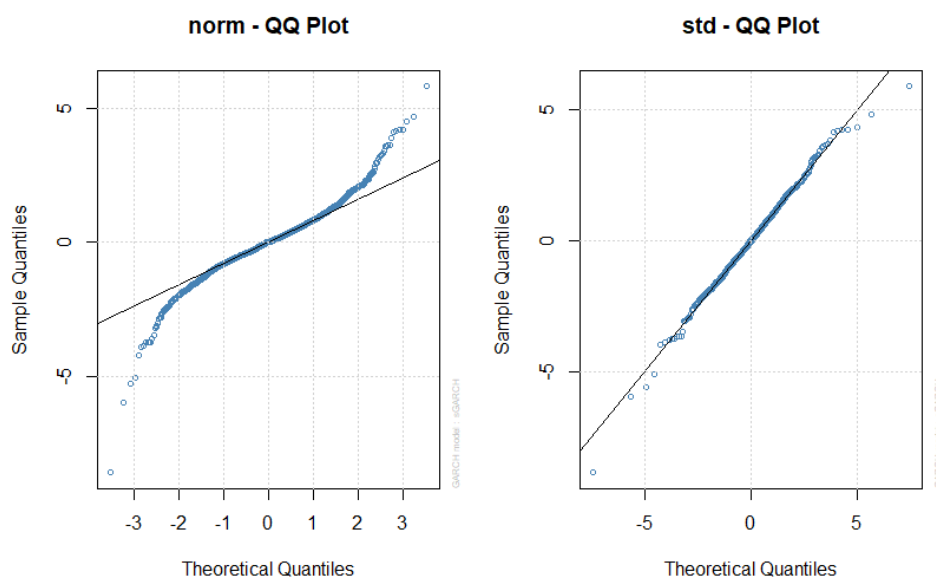 norm - QQ Plot
5
0
-5
Sample Quantiles
-3 -2 -1 0 1 2 3
Theoretical Quantiles
GARCH model : sGARCH
std - QQ Plot
5
0
-5
Sample Quantiles
-5 0 5
Theoretical Quantiles